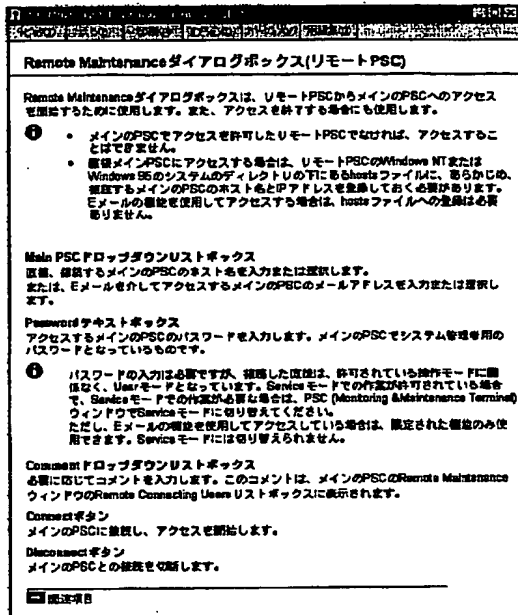 Remote Maintenanceダイアログボックス(リモートPSC)
Remote Maintenanceダイアログボックスは、リモートPSCからメインのPSCへのアクセス
を開始するために使用します。また、アクセスを終了する場合にも使用します。
• メインのPSCでアクセスを許可したリモートPSCでなければ、アクセスするこ
とはできません。
• 直接メインPSCにアクセスする場合は、リモートPSCのWindows NTまたは
Windows 95のシステムのディレクトリの下にあるhostsファイルに、あらかじめ、
接続するメインのPSCのホスト名とIPアドレスを登録しておく必要があります。
Eメールの機能を使用してアクセスする場合は、hostsファイルへの登録は必要
ありません。
Main PSCドロップダウンリストボックス
直接、接続するメインのPSCのホスト名を入力または選択します。
または、Eメールを介してアクセスするメインのPSCのメールアドレスを入力または選択し
ます。
Passwordテキストボックス
アクセスするメインのPSCのパスワードを入力します。メインのPSCでシステム管理者用の
パスワードとなっているものです。
パスワードの入力は必要ですが、接続した直後は、許可されている操作モードに関
係なく、Userモードとなっています。Serviceモードでの作業が許可されている場合
で、Serviceモードでの作業が必要な場合は、PSC (Monitoring &Maintenance Terminal)
ウィンドウでServiceモードに切り替えてください。
ただし、Eメールの機能を使用してアクセスしている場合は、限定された機能のみ使
用できます。Serviceモードには切り替えられません。
Commentドロップダウンリストボックス
必要に応じてコメントを入力します。このコメントは、メインのPSCのRemote Maintenance
ウィンドウのRemote Connecting Usersリストボックスに表示されます。
Connectボタン
メインのPSCに接続し、アクセスを開始します。
Disconnectボタン
メインのPSCとの接続を切断します。
関連項目